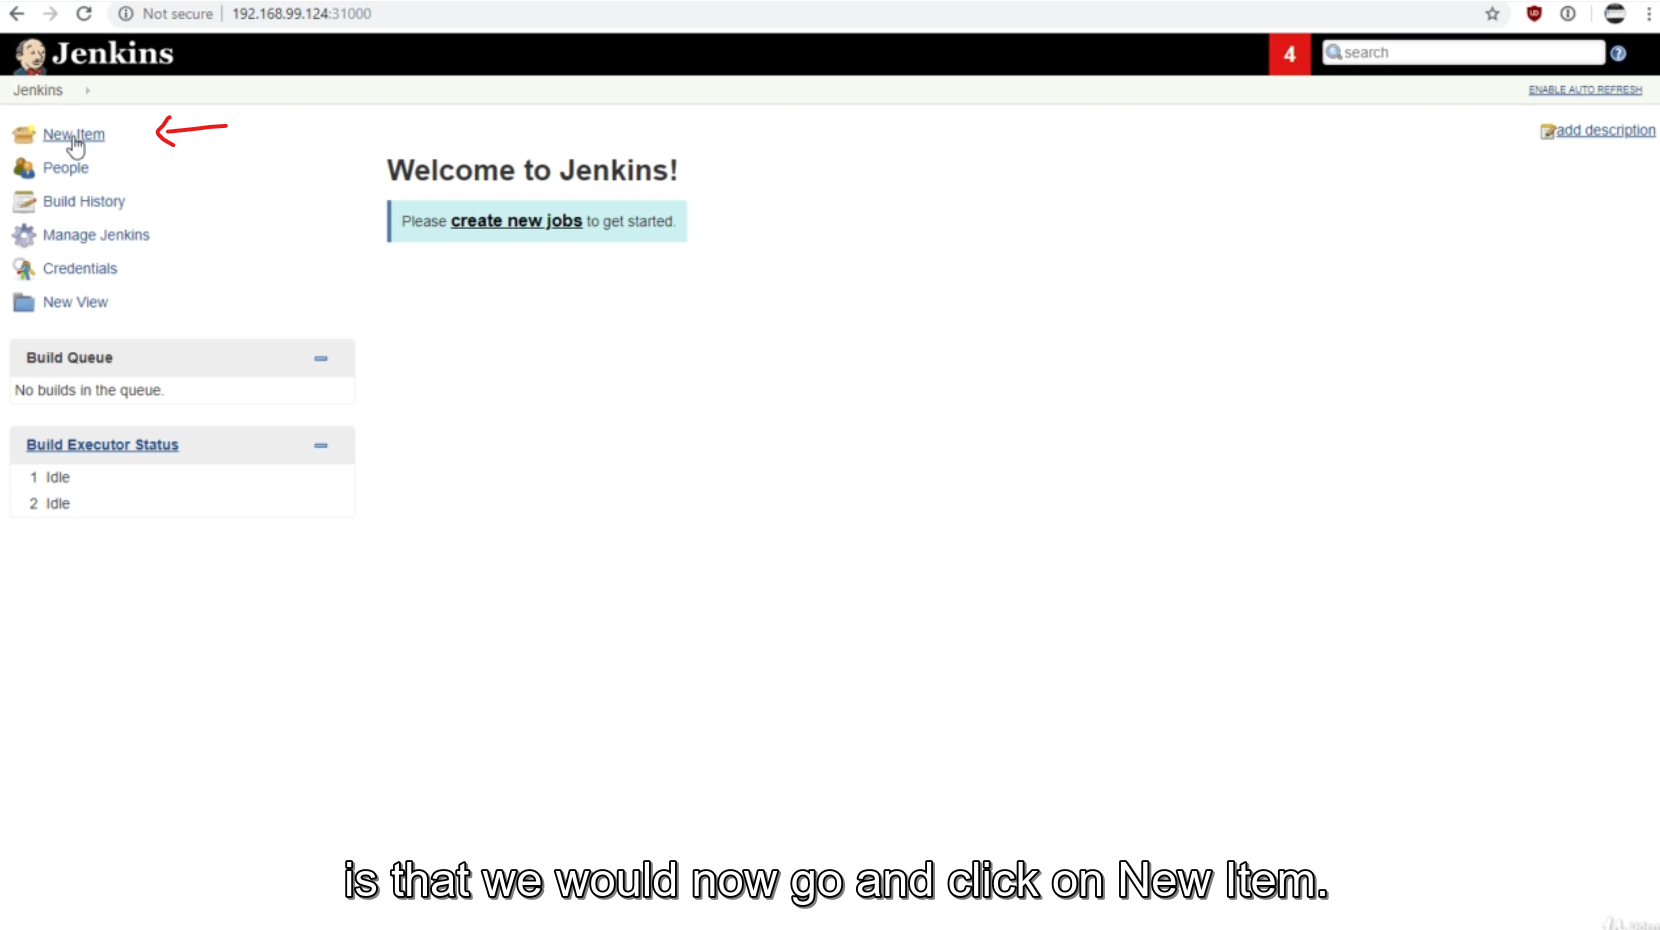 Not secure | 192.168.99.124:31000
Jenkins
4
search
Jenkins
ENABLE AUTO REFRESH
New Item
add description
People
Welcome to Jenkins!
Build History
Please create new jobs to get started.
Manage Jenkins
Credentials
New View
Build Queue
No builds in the queue.
Build Executor Status
1 Idle
2 Idle
is that we would now go and click on New Item.